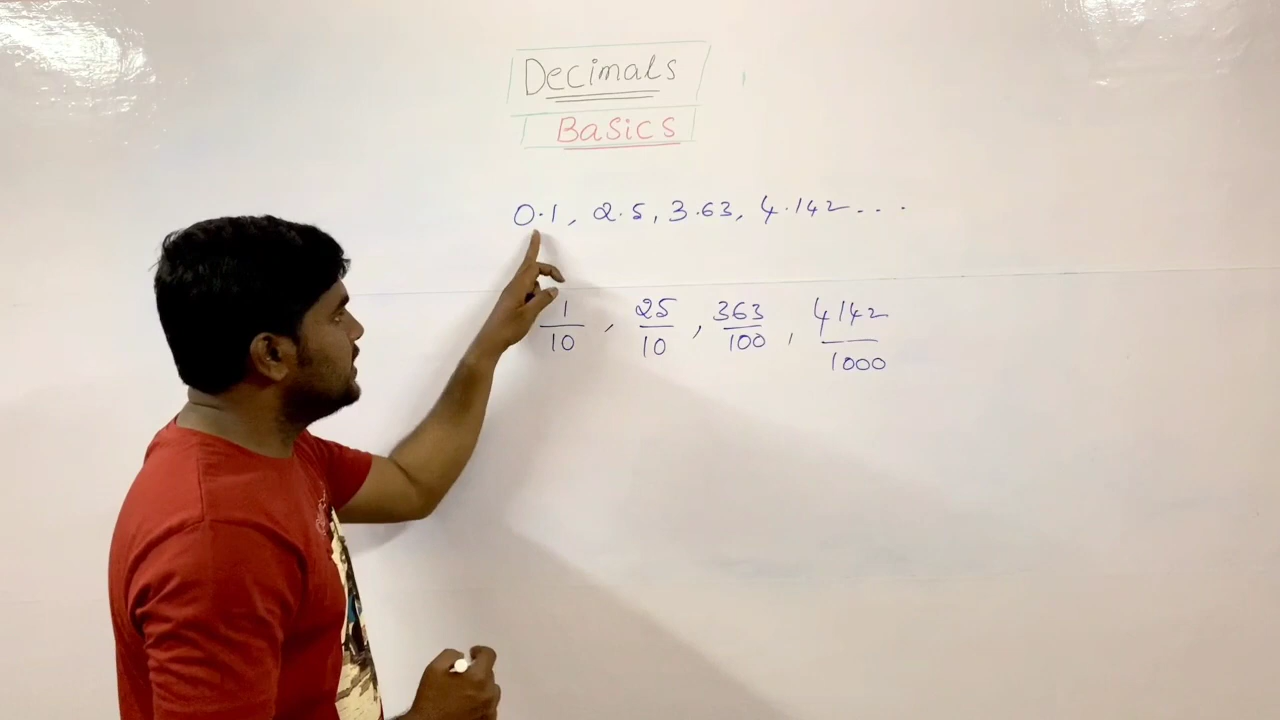 Decimals
Basics
0.1, 2.5, 3.63, 4.142....
1/10, 25/10, 363/100, 4142/1000